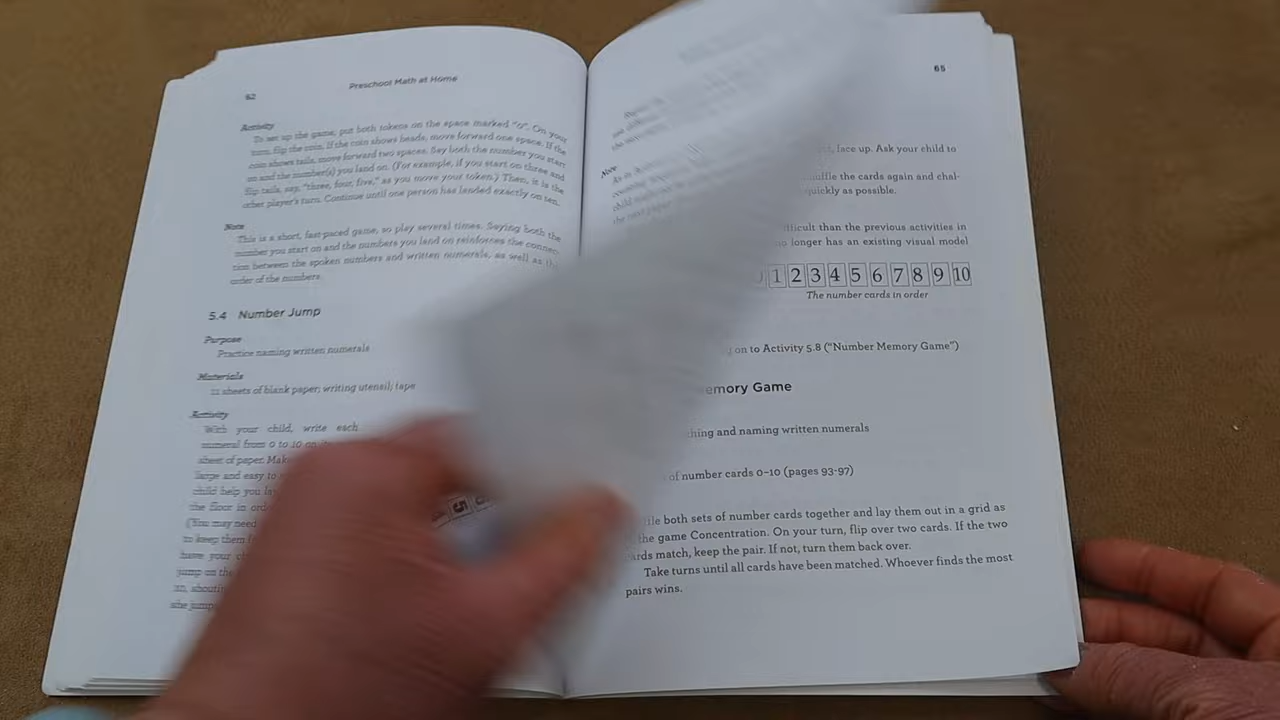 62
Preschool Math at Home
Activity
To set up the game, put both tokens on the space marked "0". On your
turn, flip the coin. If the coin shows heads, move forward one space. If the
coin shows tails, move forward two spaces. Say both the number you start
on and the number(s) you land on. (For example, if you start on three and
flip tails, say, "three, four, five," as you move your token.) Then, it is the
other player's turn. Continue until one person has landed exactly on ten.
Note
This is a short, fast-paced game, so play several times. Saying both the
number you start on and the numbers you land on reinforces the connec-
tion between the spoken numbers and written numerals, as well as the
order of the numbers.
5.4 Number Jump
Purpose
Practice naming written numerals
Materials
11 sheets of blank paper; writing utensil; tape
Activity
With your child, write each
numeral from 0 to 10 on
sheet of paper. Make
large and easy to
child help you
the floor in
(You may need
to keep them
have your
jump on the
she
65
Note
face up. Ask your child to
the cards again and chal-
quickly as possible.
than the previous activities in
no longer has an existing visual model
1 2 3 4 5 6 7 8 9 10
The number cards in order
on to Activity 5.8 ("Number Memory Game")
Game
and naming written numerals
of number cards 0–10 (pages 93-97)
both sets of number cards together and lay them out in a grid as
the game Concentration. On your turn, flip over two cards. If the two
match, keep the pair. If not, turn them back over.
Take turns until all cards have been matched. Whoever finds the most
pairs wins.